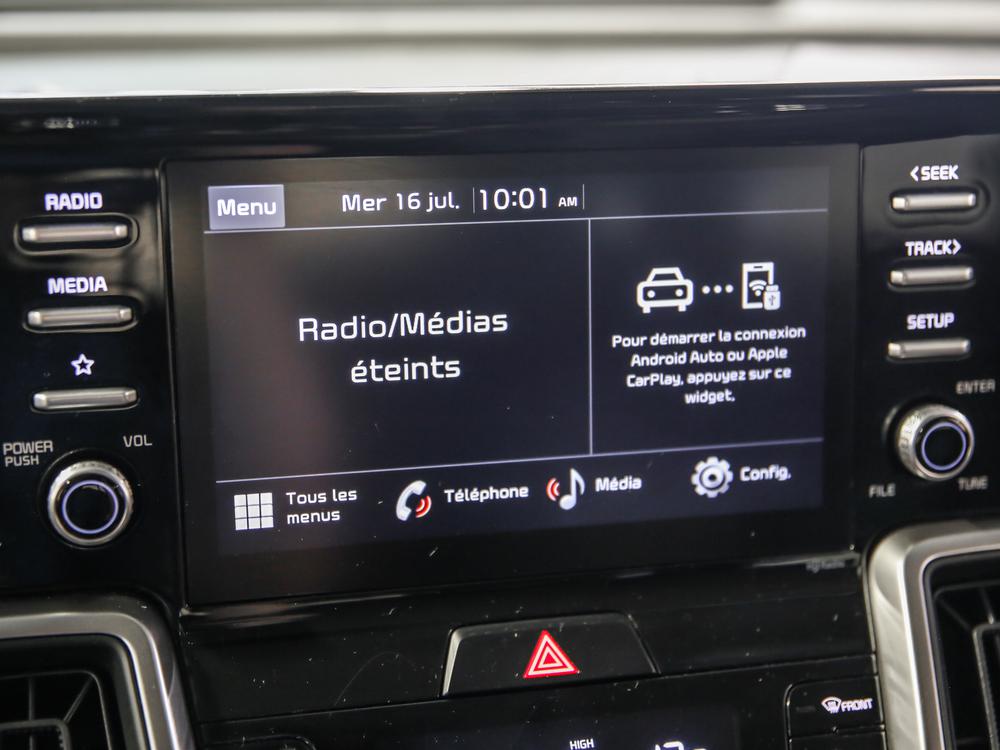 RADIO
MEDIA
POWER
PUSH
VOL
Menu
Mer 16 jul.
10:01 AM
Radio/Médias
éteints
Pour démarrer la connexion
Android Auto ou Apple
CarPlay, appuyez sur ce
widget.
Tous les
menus
Téléphone
Média
Config.
<SEEK
TRACK>
SETUP
ENTER
FILE
TUNE
FRONT
HIGH